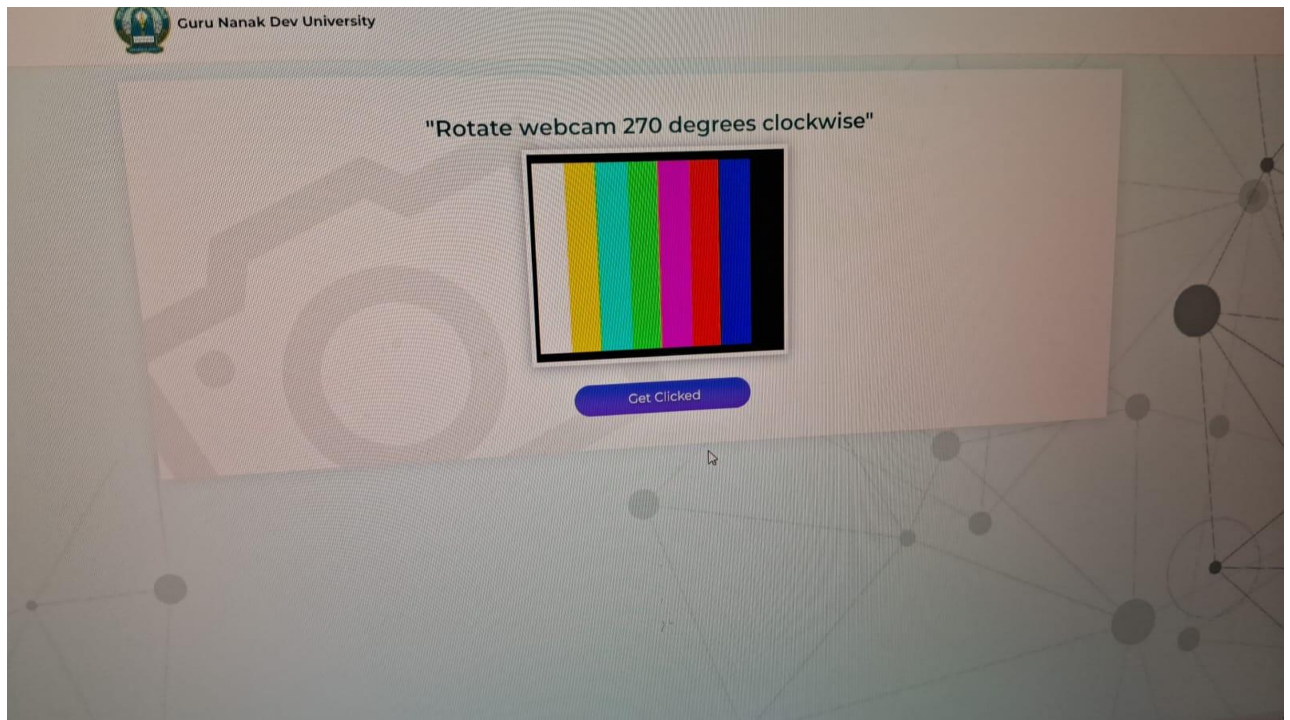 Guru Nanak Dev University
"Rotate webcam 270 degrees clockwise"
Get Clicked